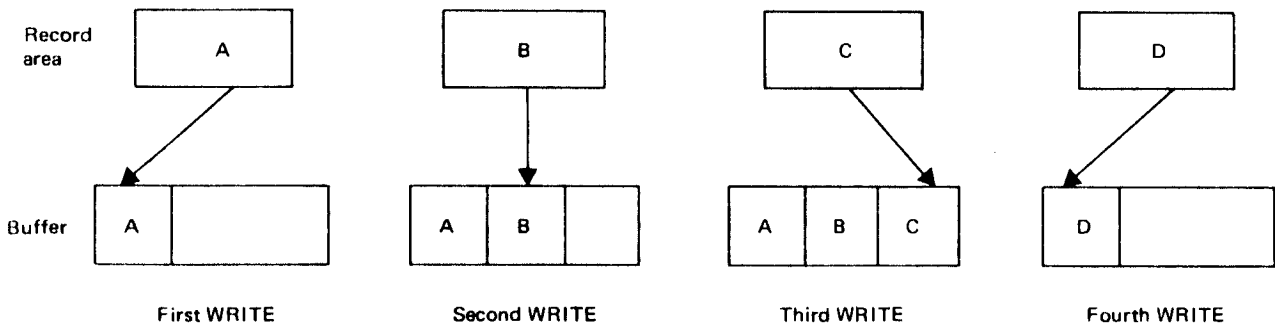 Record
area
A
B
C
D
Buffer
A
A
B
A
B
C
D
First WRITE
Second WRITE
Third WRITE
Fourth WRITE